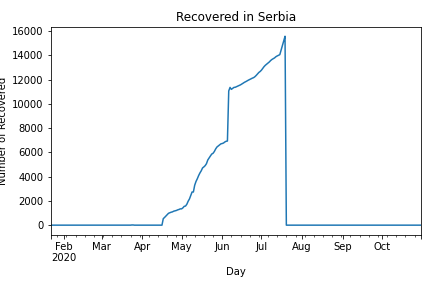 Recovered in Serbia
Number of Recovered
16000
14000
12000
10000
8000
6000
4000
2000
0
Feb Mar Apr May Jun Jul Aug Sep Oct
2020
Day